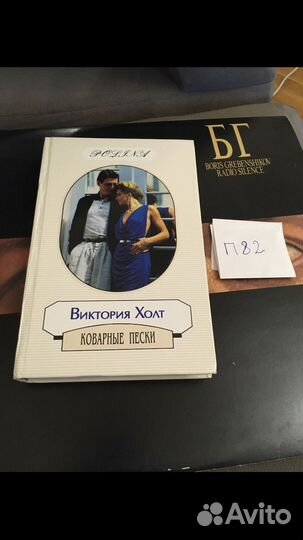 БГ
BORIS GREBENSHIKOV
RADIO SILENCE
POLINA
П82
ВИКТОРИЯ ХОЛТ
КОВАРНЫЕ ПЕСКИ
Avito